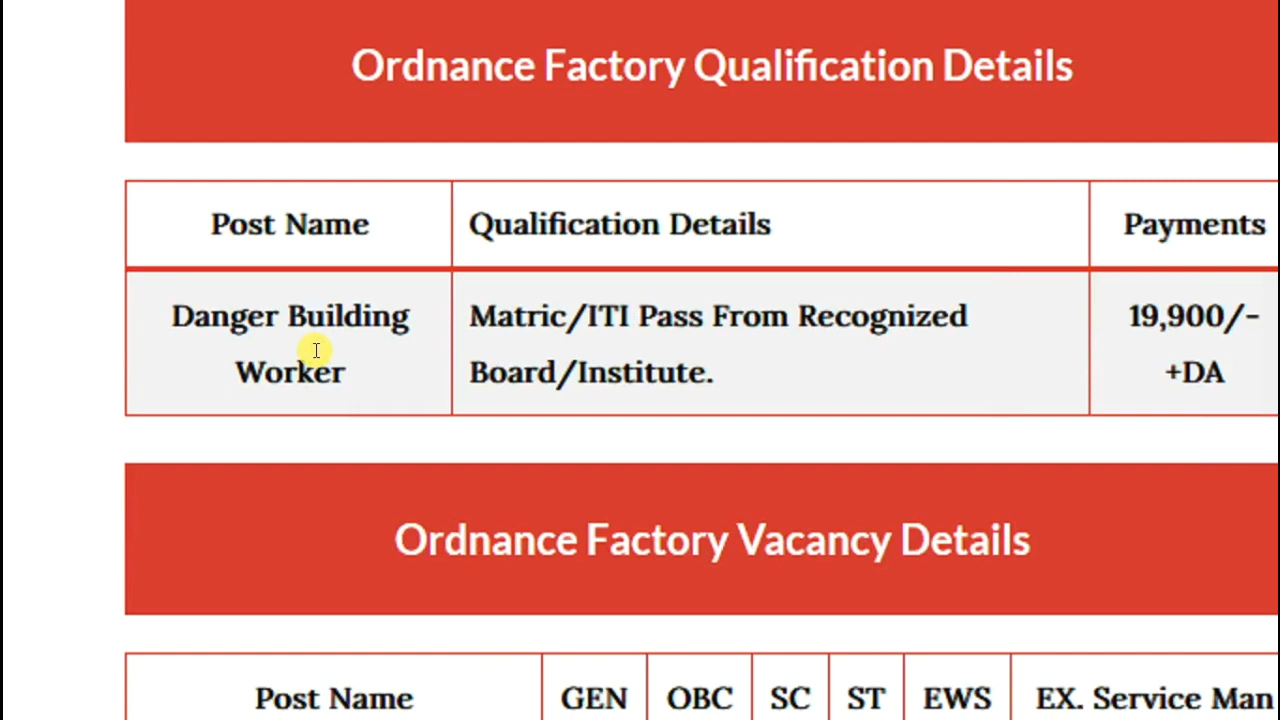 Ordnance Factory Qualification Details
Post Name Qualification Details Payments
Danger Building Matric/ITI Pass From Recognized 19,900/-
Worker Board/Institute. +DA
Ordnance Factory Vacancy Details
Post Name GEN OBC SC ST EWS EX. Service Man